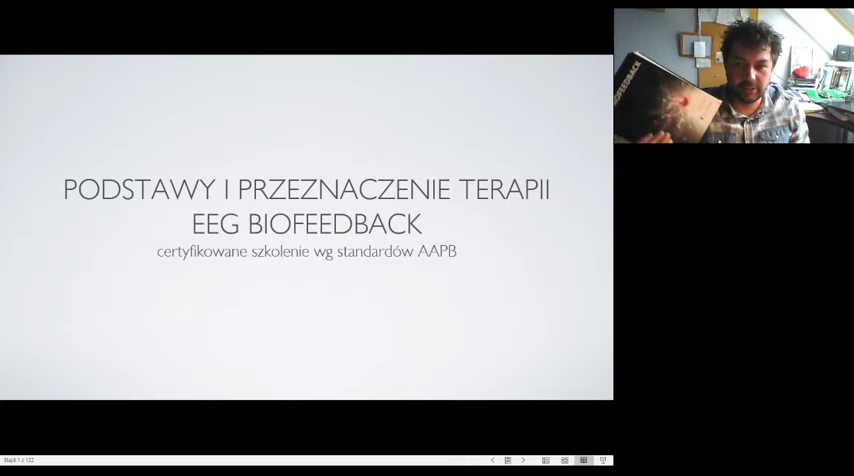 PODSTAWY I PRZEZNACZENIE TERAPII
EEG BIOFEEDBACK
certyfikowane szkolenie wg standardów AAPB
BIOFEEDBACK
Slajd 1 z 122